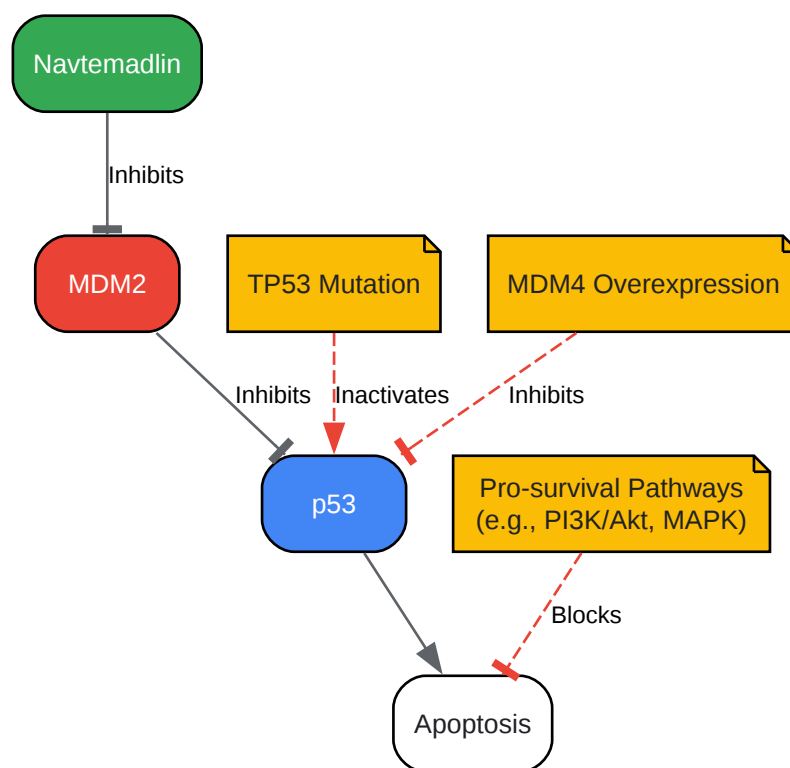 Navtemadlin
Inhibits
MDM2
TP53 Mutation
MDM4 Overexpression
Inhibits
Inactivates
Inhibits
p53
Pro-survival Pathways
(e.g., PI3K/Akt, MAPK)
Blocks
Apoptosis